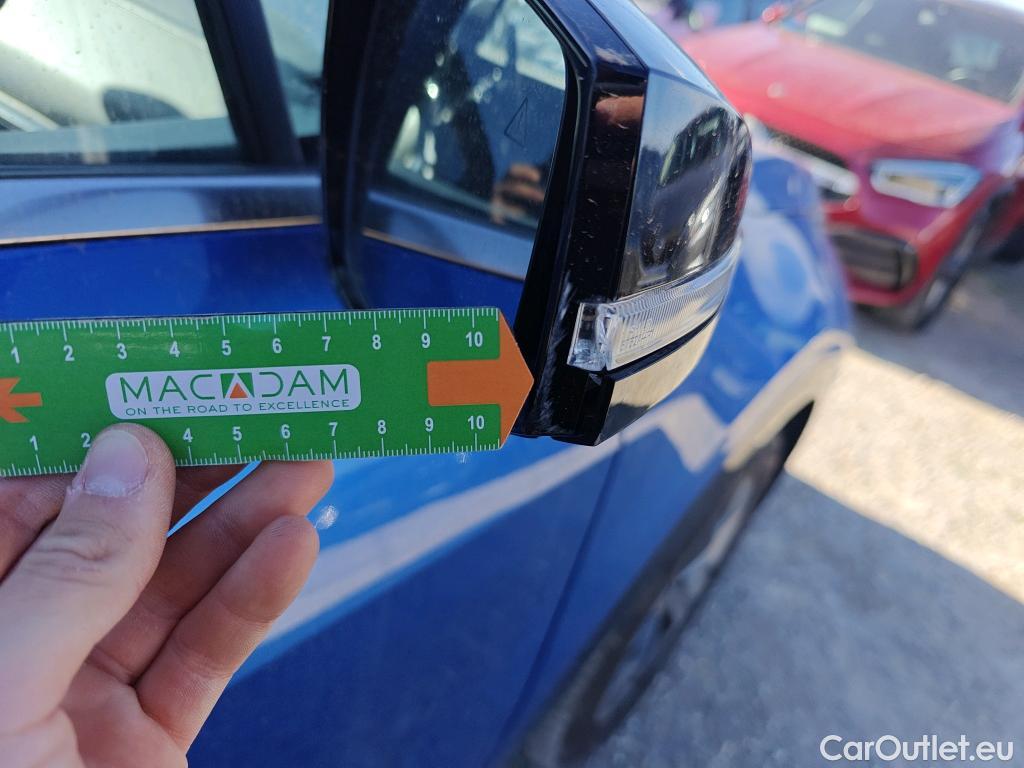 1 2 3 4 5 6 7 8 9 10
MACADAM
ON THE ROAD TO EXCELLENCE
1 2 4 5 6 7 8 9 10
CarOutlet.eu